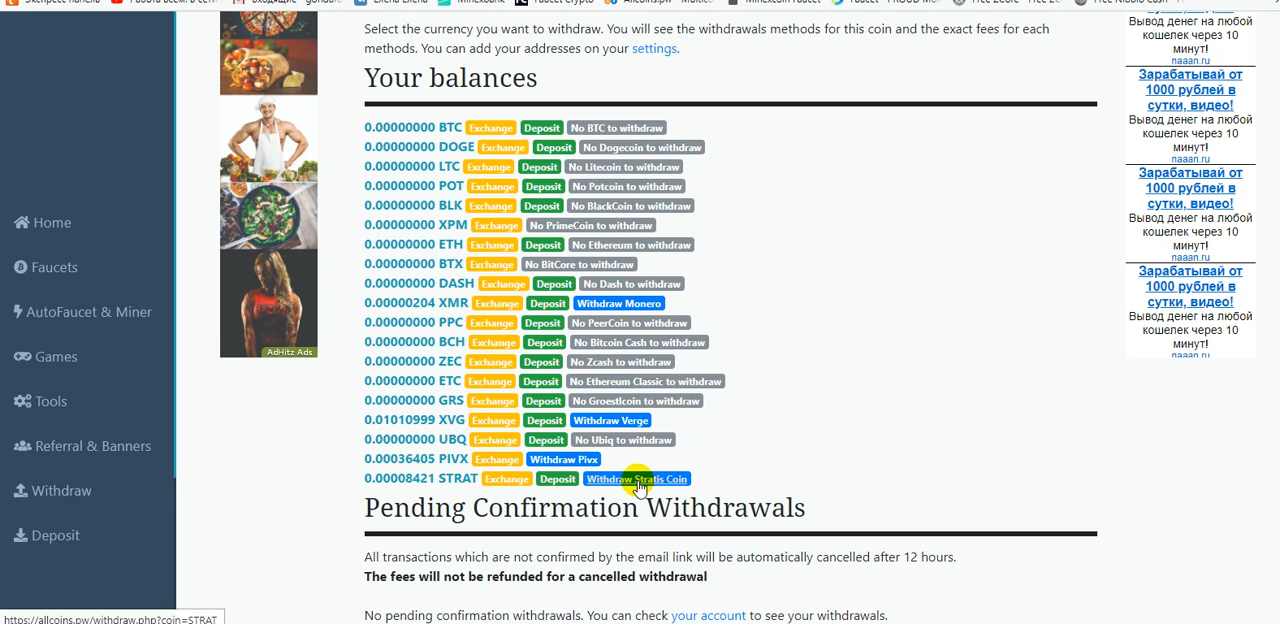 Select the currency you want to withdraw. You will see the withdrawals methods for this coin and the exact fees for each
methods. You can add your addresses on your settings.
Your balances
0.00000000 BTC Exchange Deposit No BTC to withdraw
0.00000000 DOGE Exchange Deposit No Dogecoin to withdraw
0.00000000 LTC Exchange Deposit No Litecoin to withdraw
0.00000000 POT Exchange Deposit No Potcoin to withdraw
0.00000000 BLK Exchange Deposit No BlackCoin to withdraw
0.00000000 XPM Exchange No PrimeCoin to withdraw
0.00000000 ETH Exchange Deposit No Ethereum to withdraw
0.00000000 BTX Exchange No BitCore to withdraw
0.00000000 DASH Exchange Deposit No Dash to withdraw
0.00000204 XMR Exchange Deposit Withdraw Monero
0.00000000 PPC Exchange Deposit No PeerCoin to withdraw
0.00000000 BCH Exchange Deposit No Bitcoin Cash to withdraw
0.00000000 ZEC Exchange Deposit No Zcash to withdraw
0.00000000 ETC Exchange Deposit No Ethereum Classic to withdraw
0.00000000 GRS Exchange Deposit No Groestlcoin to withdraw
0.01010999 XVG Exchange Deposit Withdraw Verge
0.00000000 UBQ Exchange Deposit No Ubiq to withdraw
0.00036405 PIVX Exchange Withdraw Pivx
0.00008421 STRAT Exchange Deposit Withdraw Stratis Coin
Pending Confirmation Withdrawals
All transactions which are not confirmed by the email link will be automatically cancelled after 12 hours.
The fees will not be refunded for a cancelled withdrawal
No pending confirmation withdrawals. You can check your account to see your withdrawals.
Home
Faucets
AutoFaucet & Miner
Games
Tools
Referral & Banners
Withdraw
Deposit
https://allcoins.pw/withdraw.php?coin=STRAT
AdHitz Ads
Вывод денег на любой
кошелек через 10
минут!
naaan.ru
Зарабатывай от
1000 рублей в
сутки, видео!
Вывод денег на любой
кошелек через 10
минут!
naaan.ru
Зарабатывай от
1000 рублей в
сутки, видео!
Вывод денег на любой
кошелек через 10
минут!
naaan.ru
Зарабатывай от
1000 рублей в
сутки, видео!
Вывод денег на любой
кошелек через 10
минут!
naaan.ru